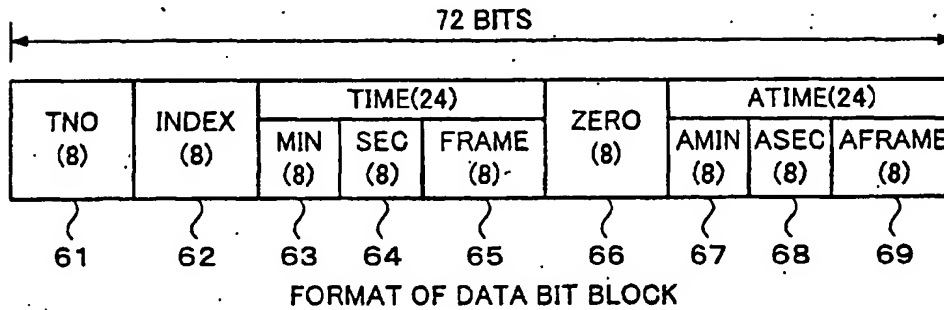 72 BITS
TNO (8) INDEX (8) TIME(24) ZERO (8) ATIME(24)
MIN (8) SEC (8) FRAME (8) AMIN (8) ASEC (8) AFRAME (8)
61 62 63 64 65 66 67 68 69
FORMAT OF DATA BIT BLOCK